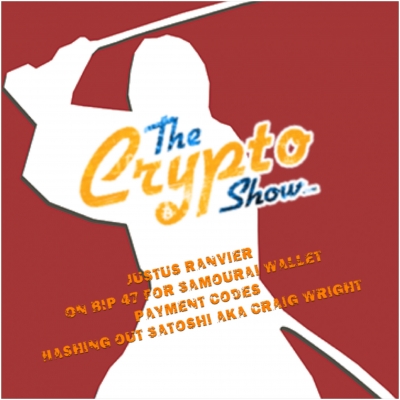 The
Crypto
Show...
JUSTUS RANVIER
ON BIP 47 FOR SAMOURAI WALLET
PAYMENT CODES
HASHING OUT SATOSHI AKA CRAIG WRIGHT